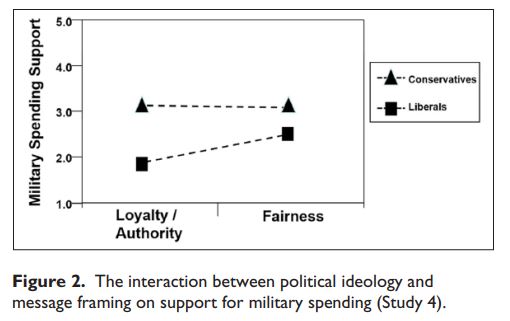 Military Spending Support
5.0
4.0
3.0
2.0
1.0
Loyalty /
Authority
Fairness
Conservatives
Liberals
Figure 2. The interaction between political ideology and
message framing on support for military spending (Study 4).